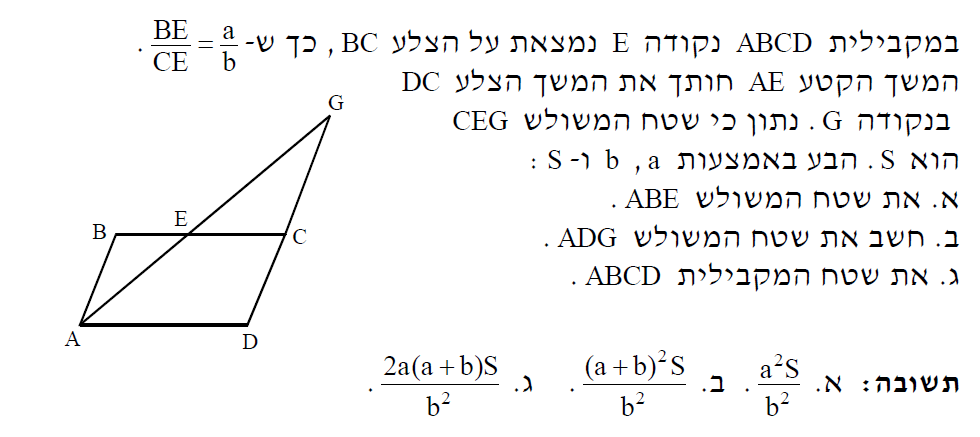 במקבילית ABCD נקודה E נמצאת על הצלע BC, כך ש- BE/CE = a/b .
המשך הקטע AE חותך את המשך הצלע DC
בנקודה G. נתון כי שטח המשולש CEG
הוא S. הבע באמצעות a, b ו- S :
א. את שטח המשולש ABE .
ב. חשב את שטח המשולש ADG .
ג. את שטח המקבילית ABCD .
G
B E C
A D
תשובה: א. a²S/b² . ב. (a+b)²S/b² . ג. 2a(a+b)S/b² .